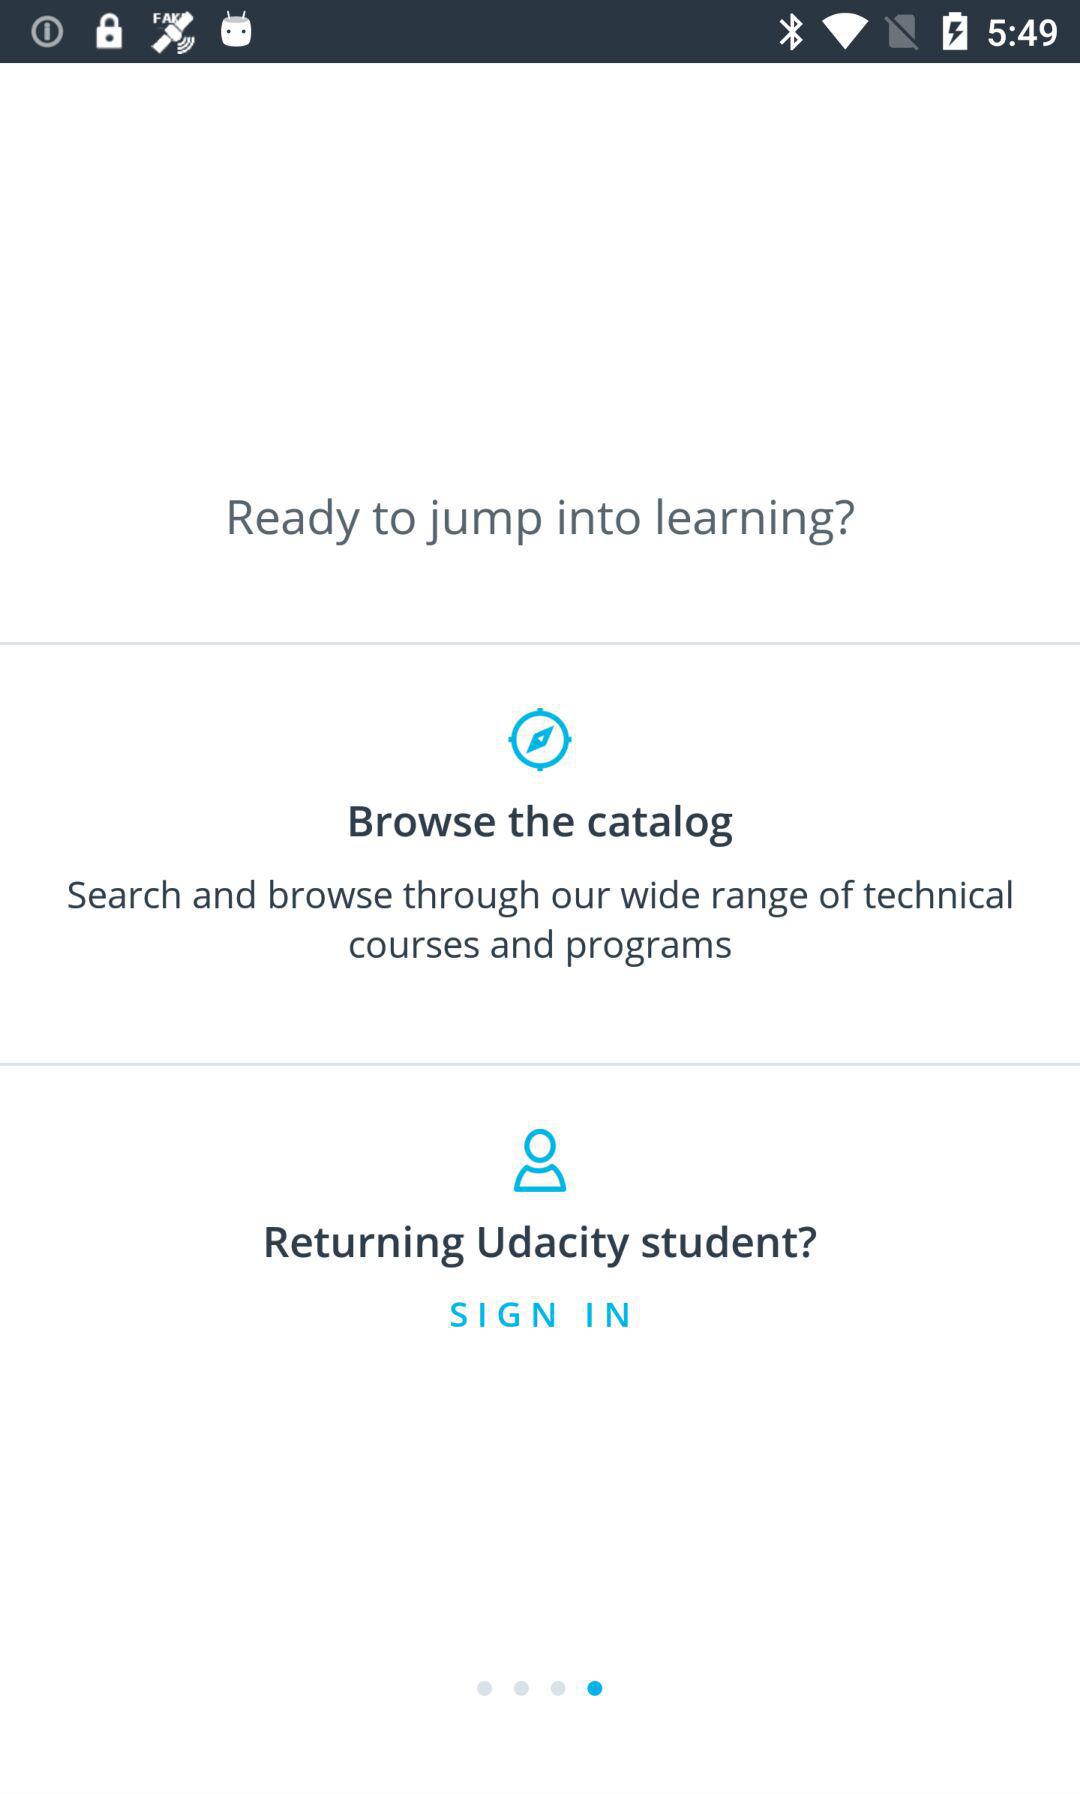 FAKE
5:49
Ready to jump into learning?
Browse the catalog
Search and browse through our wide range of technical
courses and programs
Returning Udacity student?
SIGN IN